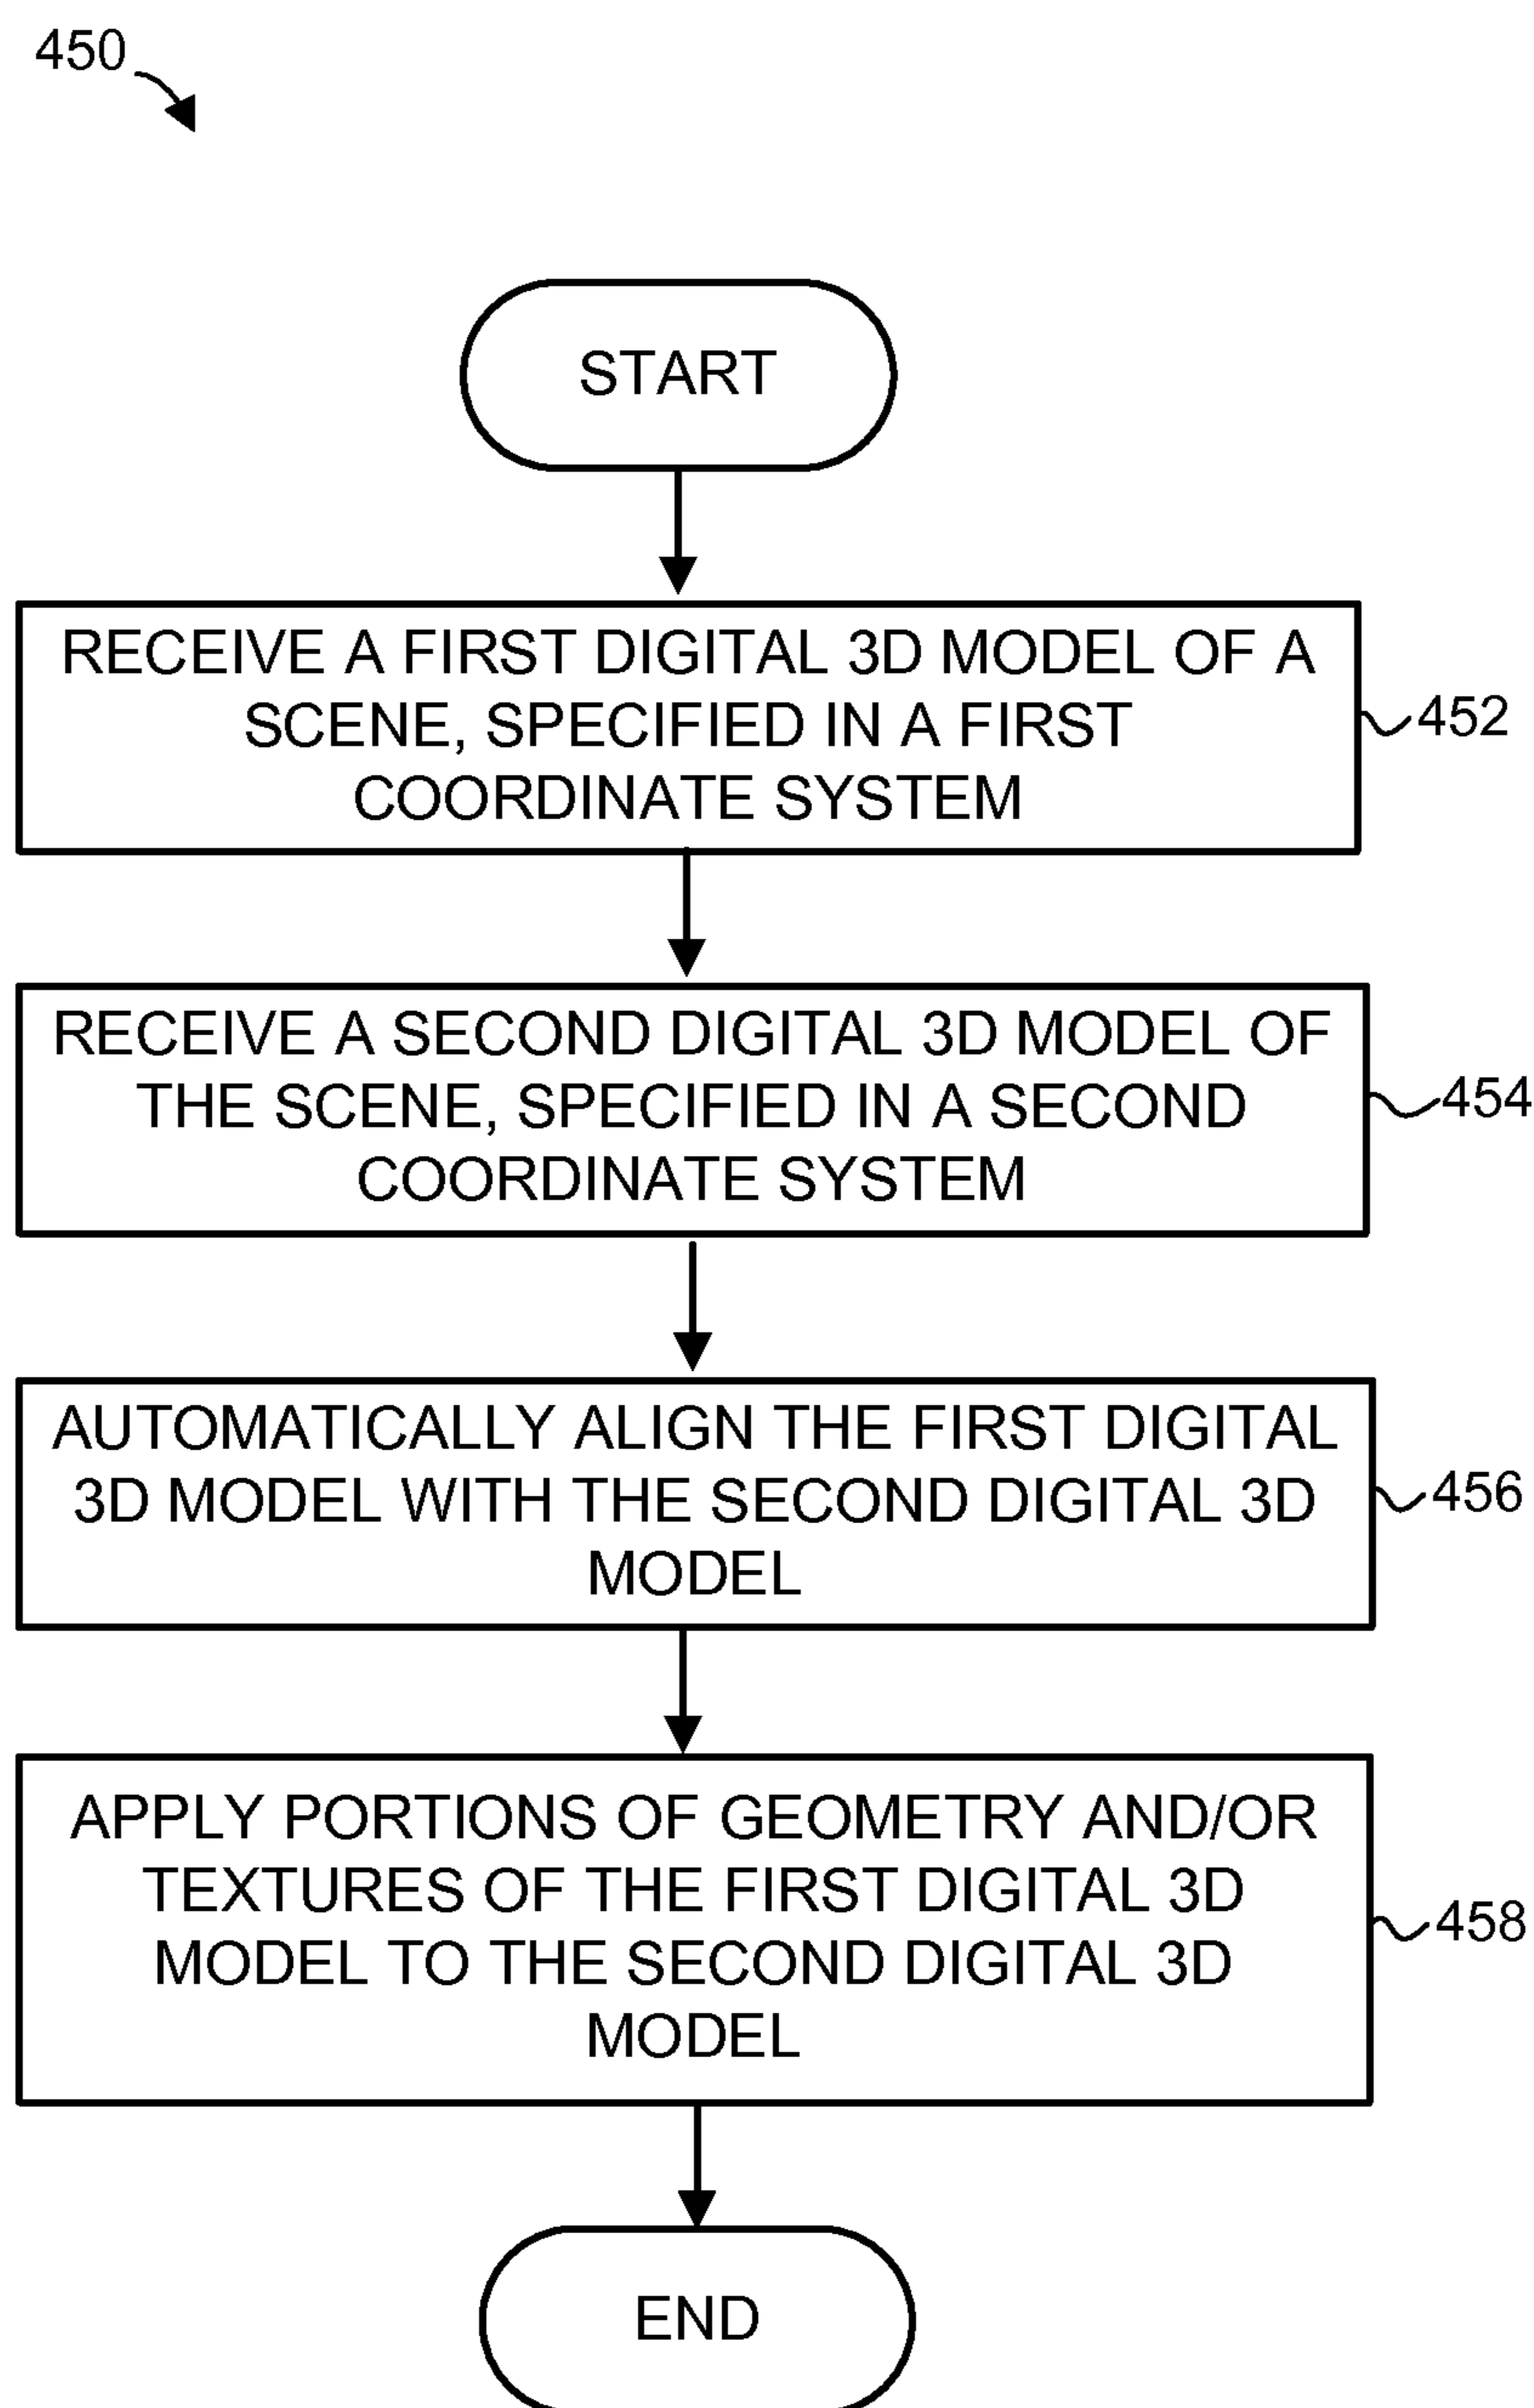 450
START
RECEIVE A FIRST DIGITAL 3D MODEL OF A
SCENE, SPECIFIED IN A FIRST
COORDINATE SYSTEM
452
RECEIVE A SECOND DIGITAL 3D MODEL OF
THE SCENE, SPECIFIED IN A SECOND
COORDINATE SYSTEM
454
AUTOMATICALLY ALIGN THE FIRST DIGITAL
3D MODEL WITH THE SECOND DIGITAL 3D
MODEL
456
APPLY PORTIONS OF GEOMETRY AND/OR
TEXTURES OF THE FIRST DIGITAL 3D
MODEL TO THE SECOND DIGITAL 3D
MODEL
458
END